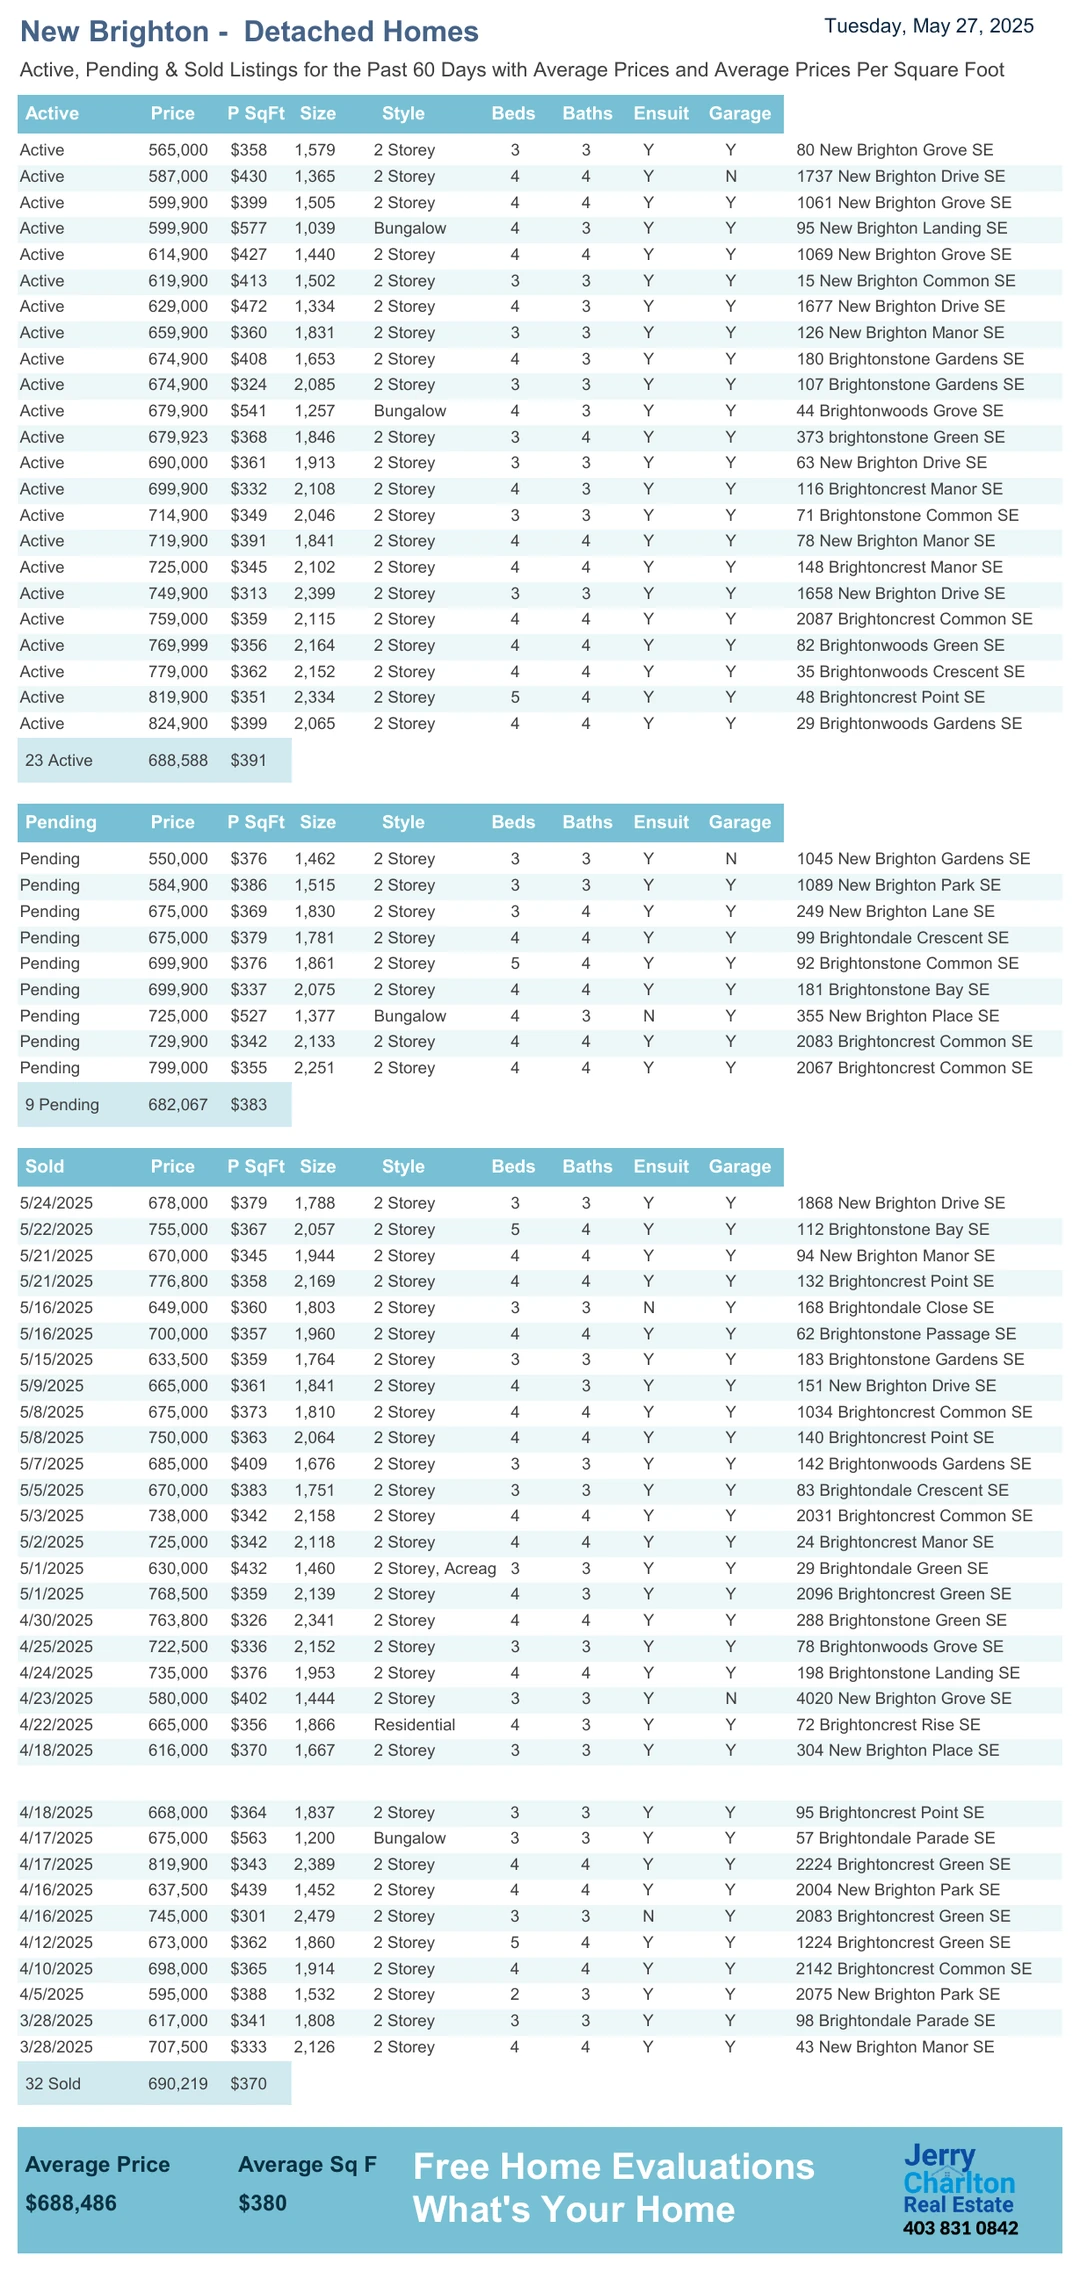 New Brighton - Detached Homes
Tuesday, May 27, 2025
Active, Pending & Sold Listings for the Past 60 Days with Average Prices and Average Prices Per Square Foot
Active Price P SqFt Size Style Beds Baths Ensuit Garage
Active 565,000 $358 1,579 2 Storey 3 3 Y Y 80 New Brighton Grove SE
Active 587,000 $430 1,365 2 Storey 4 4 Y N 1737 New Brighton Drive SE
Active 599,900 $399 1,505 2 Storey 4 4 Y Y 1061 New Brighton Grove SE
Active 599,900 $577 1,039 Bungalow 4 3 Y Y 95 New Brighton Landing SE
Active 614,900 $427 1,440 2 Storey 4 4 Y Y 1069 New Brighton Grove SE
Active 619,900 $413 1,502 2 Storey 3 3 Y Y 15 New Brighton Common SE
Active 629,000 $472 1,334 2 Storey 4 3 Y Y 1677 New Brighton Drive SE
Active 659,900 $360 1,831 2 Storey 3 3 Y Y 126 New Brighton Manor SE
Active 674,900 $408 1,653 2 Storey 4 3 Y Y 180 Brightonstone Gardens SE
Active 674,900 $324 2,085 2 Storey 3 3 Y Y 107 Brightonstone Gardens SE
Active 679,900 $541 1,257 Bungalow 4 3 Y Y 44 Brightonwoods Grove SE
Active 679,923 $368 1,846 2 Storey 3 4 Y Y 373 brightonstone Green SE
Active 690,000 $361 1,913 2 Storey 3 3 Y Y 63 New Brighton Drive SE
Active 699,900 $332 2,108 2 Storey 4 3 Y Y 116 Brightoncrest Manor SE
Active 714,900 $349 2,046 2 Storey 3 3 Y Y 71 Brightonstone Common SE
Active 719,900 $391 1,841 2 Storey 4 4 Y Y 78 New Brighton Manor SE
Active 725,000 $345 2,102 2 Storey 4 4 Y Y 148 Brightoncrest Manor SE
Active 749,900 $313 2,399 2 Storey 3 3 Y Y 1658 New Brighton Drive SE
Active 759,000 $359 2,115 2 Storey 4 4 Y Y 2087 Brightoncrest Common SE
Active 769,999 $356 2,164 2 Storey 4 4 Y Y 82 Brightonwoods Green SE
Active 779,000 $362 2,152 2 Storey 4 4 Y Y 35 Brightonwoods Crescent SE
Active 819,900 $351 2,334 2 Storey 5 4 Y Y 48 Brightoncrest Point SE
Active 824,900 $399 2,065 2 Storey 4 4 Y Y 29 Brightonwoods Gardens SE
23 Active 688,588 $391
Pending Price P SqFt Size Style Beds Baths Ensuit Garage
Pending 550,000 $376 1,462 2 Storey 3 3 Y N 1045 New Brighton Gardens SE
Pending 584,900 $386 1,515 2 Storey 3 3 Y Y 1089 New Brighton Park SE
Pending 675,000 $369 1,830 2 Storey 3 4 Y Y 249 New Brighton Lane SE
Pending 675,000 $379 1,781 2 Storey 4 4 Y Y 99 Brightondale Crescent SE
Pending 699,900 $376 1,861 2 Storey 5 4 Y Y 92 Brightonstone Common SE
Pending 699,900 $337 2,075 2 Storey 4 4 Y Y 181 Brightonstone Bay SE
Pending 725,000 $527 1,377 Bungalow 4 3 N Y 355 New Brighton Place SE
Pending 729,900 $342 2,133 2 Storey 4 4 Y Y 2083 Brightoncrest Common SE
Pending 799,000 $355 2,251 2 Storey 4 4 Y Y 2067 Brightoncrest Common SE
9 Pending 682,067 $383
Sold Price P SqFt Size Style Beds Baths Ensuit Garage
5/24/2025 678,000 $379 1,788 2 Storey 3 3 Y Y 1868 New Brighton Drive SE
5/22/2025 755,000 $367 2,057 2 Storey 5 4 Y Y 112 Brightonstone Bay SE
5/21/2025 670,000 $345 1,944 2 Storey 4 4 Y Y 94 New Brighton Manor SE
5/21/2025 776,800 $358 2,169 2 Storey 4 4 Y Y 132 Brightoncrest Point SE
5/16/2025 649,000 $360 1,803 2 Storey 3 3 N Y 168 Brightondale Close SE
5/16/2025 700,000 $357 1,960 2 Storey 4 4 Y Y 62 Brightonstone Passage SE
5/15/2025 633,500 $359 1,764 2 Storey 3 3 Y Y 183 Brightonstone Gardens SE
5/9/2025 665,000 $361 1,841 2 Storey 4 3 Y Y 151 New Brighton Drive SE
5/8/2025 675,000 $373 1,810 2 Storey 4 4 Y Y 1034 Brightoncrest Common SE
5/8/2025 750,000 $363 2,064 2 Storey 4 4 Y Y 140 Brightoncrest Point SE
5/7/2025 685,000 $409 1,676 2 Storey 3 3 Y Y 142 Brightonwoods Gardens SE
5/5/2025 670,000 $383 1,751 2 Storey 3 3 Y Y 83 Brightondale Crescent SE
5/3/2025 738,000 $342 2,158 2 Storey 4 4 Y Y 2031 Brightoncrest Common SE
5/2/2025 725,000 $342 2,118 2 Storey 4 4 Y Y 24 Brightoncrest Manor SE
5/1/2025 630,000 $432 1,460 2 Storey, Acreag 3 3 Y Y 29 Brightondale Green SE
5/1/2025 768,500 $359 2,139 2 Storey 4 3 Y Y 2096 Brightoncrest Green SE
4/30/2025 763,800 $326 2,341 2 Storey 4 4 Y Y 288 Brightonstone Green SE
4/25/2025 722,500 $336 2,152 2 Storey 3 3 Y Y 78 Brightonwoods Grove SE
4/24/2025 735,000 $376 1,953 2 Storey 4 4 Y Y 198 Brightonstone Landing SE
4/23/2025 580,000 $402 1,444 2 Storey 3 3 Y N 4020 New Brighton Grove SE
4/22/2025 665,000 $356 1,866 Residential 4 3 Y Y 72 Brightoncrest Rise SE
4/18/2025 616,000 $370 1,667 2 Storey 3 3 Y Y 304 New Brighton Place SE
4/18/2025 668,000 $364 1,837 2 Storey 3 3 Y Y 95 Brightoncrest Point SE
4/17/2025 675,000 $563 1,200 Bungalow 3 3 Y Y 57 Brightondale Parade SE
4/17/2025 819,900 $343 2,389 2 Storey 4 4 Y Y 2224 Brightoncrest Green SE
4/16/2025 637,500 $439 1,452 2 Storey 4 4 Y Y 2004 New Brighton Park SE
4/16/2025 745,000 $301 2,479 2 Storey 3 3 N Y 2083 Brightoncrest Green SE
4/12/2025 673,000 $362 1,860 2 Storey 5 4 Y Y 1224 Brightoncrest Green SE
4/10/2025 698,000 $365 1,914 2 Storey 4 4 Y Y 2142 Brightoncrest Common SE
4/5/2025 595,000 $388 1,532 2 Storey 2 3 Y Y 2075 New Brighton Park SE
3/28/2025 617,000 $341 1,808 2 Storey 3 3 Y Y 98 Brightondale Parade SE
3/28/2025 707,500 $333 2,126 2 Storey 4 4 Y Y 43 New Brighton Manor SE
32 Sold 690,219 $370
Average Price Average Sq F
$688,486 $380
Free Home Evaluations
What's Your Home
Jerry
Charlton
Real Estate
403 831 0842